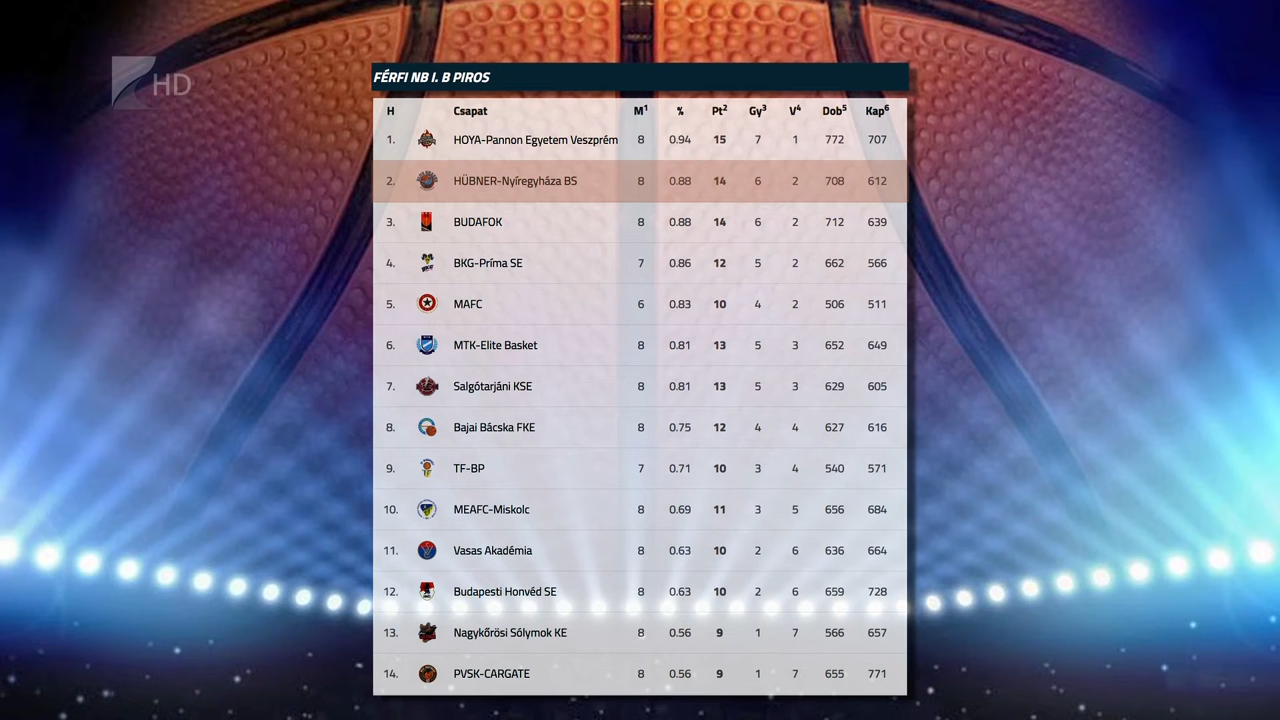 HD
FÉRFI NB I. B PIROS
H Csapat M¹ % Pt² Gy³ V⁴ Dob⁵ Kap⁶
1. HOYA-Pannon Egyetem Veszprém 8 0.94 15 7 1 772 707
2. HÜBNER-Nyíregyháza BS 8 0.88 14 6 2 708 612
3. BUDAFOK 8 0.88 14 6 2 712 639
4. BKG-Príma SE 7 0.86 12 5 2 662 566
5. MAFC 6 0.83 10 4 2 506 511
6. MTK-Elite Basket 8 0.81 13 5 3 652 649
7. Salgótarjáni KSE 8 0.81 13 5 3 629 605
8. Bajai Bácska FKE 8 0.75 12 4 4 627 616
9. TF-BP 7 0.71 10 3 4 540 571
10. MEAFC-Miskolc 8 0.69 11 3 5 656 684
11. Vasas Akadémia 8 0.63 10 2 6 636 664
12. Budapesti Honvéd SE 8 0.63 10 2 6 659 728
13. Nagykőrösi Sólymok KE 8 0.56 9 1 7 566 657
14. PVSK-CARGATE 8 0.56 9 1 7 655 771